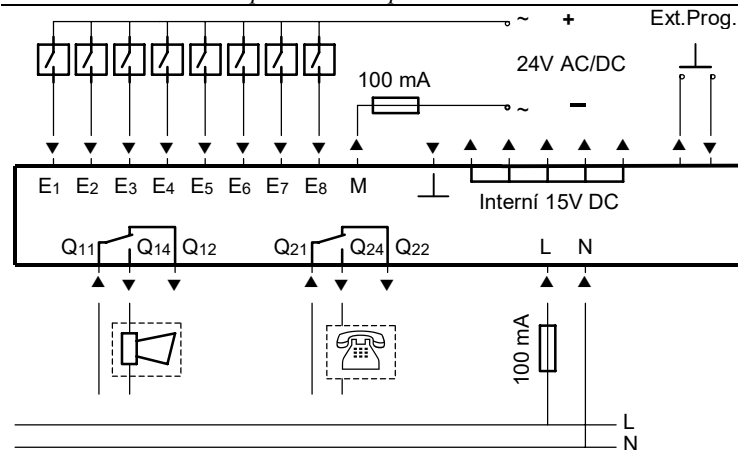 ~ + Ext.Prog.
24V AC/DC
100 mA
~ −
E1 E2 E3 E4 E5 E6 E7 E8 M
Interní 15V DC
Q11 Q14 Q12 Q21 Q24 Q22 L N
100 mA
L
N